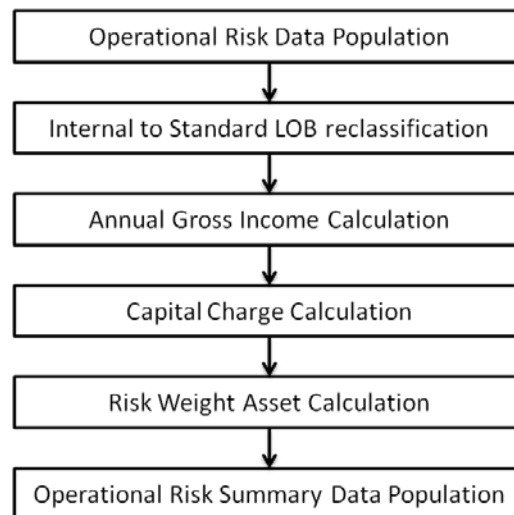 Operational Risk Data Population
Internal to Standard LOB reclassification
Annual Gross Income Calculation
Capital Charge Calculation
Risk Weight Asset Calculation
Operational Risk Summary Data Population